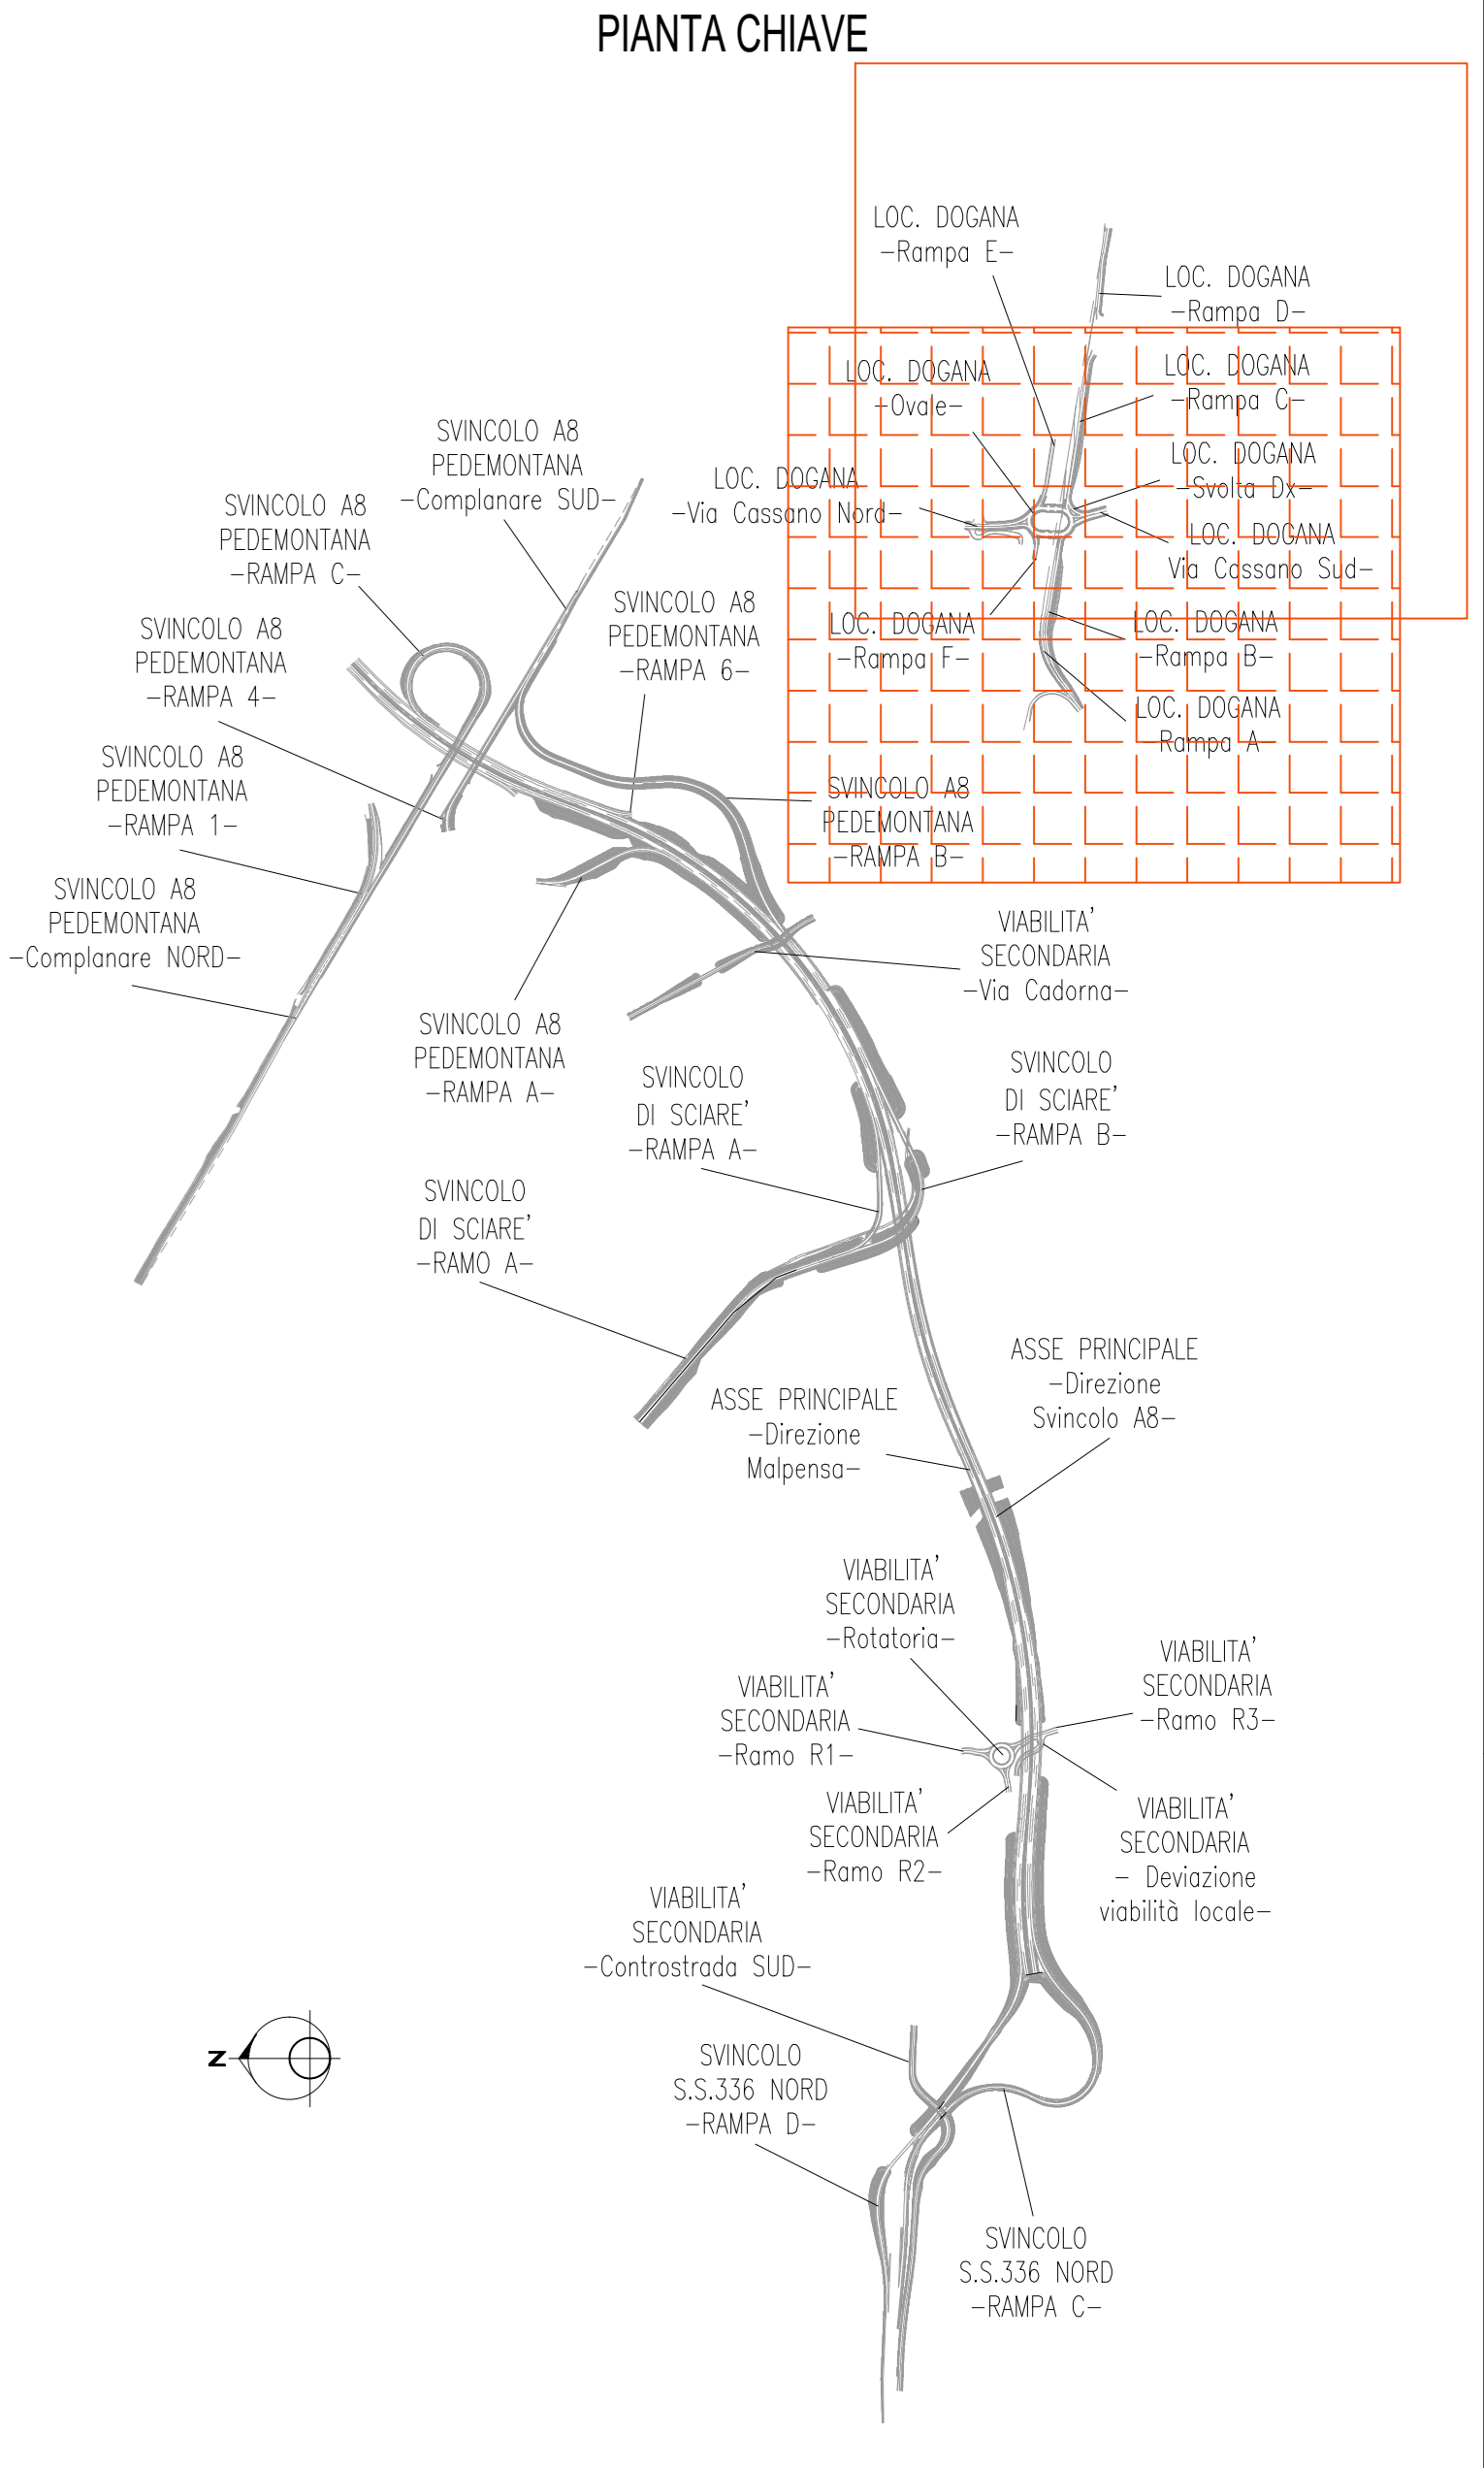 PIANTA CHIAVE
LOC. DOGANA
-Rampa E-
LOC. DOGANA
-Rampa D-
LOC. DOGANA
-Ovale-
LOC. DOGANA
-Rampa C-
SVINCOLO A8
PEDEMONTANA
-Complanare SUD-
LOC. DOGANA
-Via Cassano Nord-
LOC. DOGANA
-Svolta Dx-
SVINCOLO A8
PEDEMONTANA
-RAMPA C-
LOC. DOGANA
Via Cassano Sud-
SVINCOLO A8
PEDEMONTANA
-RAMPA 6-
SVINCOLO A8
PEDEMONTANA
-RAMPA 4-
LOC. DOGANA
-Rampa F-
LOC. DOGANA
-Rampa B-
LOC. DOGANA
-Rampa A-
SVINCOLO A8
PEDEMONTANA
-RAMPA 1-
SVINCOLO A8
PEDEMONTANA
-RAMPA B-
SVINCOLO A8
PEDEMONTANA
-Complanare NORD-
VIABILITA'
SECONDARIA
-Via Cadorna-
SVINCOLO A8
PEDEMONTANA
-RAMPA A-
SVINCOLO
DI SCIARE'
-RAMPA A-
SVINCOLO
DI SCIARE'
-RAMPA B-
SVINCOLO
DI SCIARE'
-RAMO A-
ASSE PRINCIPALE
-Direzione
Svincolo A8-
ASSE PRINCIPALE
-Direzione
Malpensa-
VIABILITA'
SECONDARIA
-Rotatoria-
VIABILITA'
SECONDARIA
-Ramo R3-
VIABILITA'
SECONDARIA
-Ramo R1-
VIABILITA'
SECONDARIA
-Ramo R2-
VIABILITA'
SECONDARIA
- Deviazione
viabilità locale-
VIABILITA'
SECONDARIA
-Controstrada SUD-
N
SVINCOLO
S.S.336 NORD
-RAMPA D-
SVINCOLO
S.S.336 NORD
-RAMPA C-